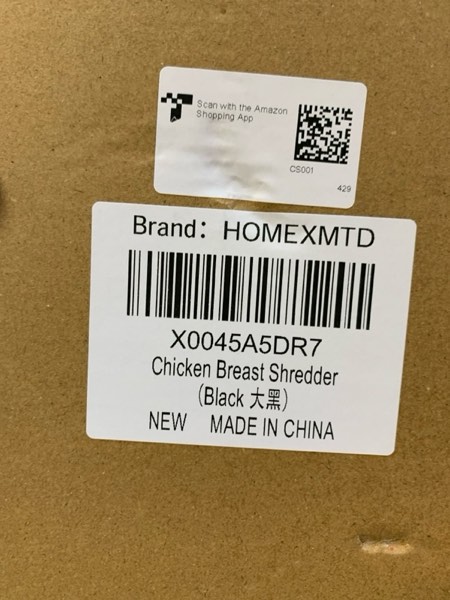 Scan with the Amazon
Shopping App
CS001
429
Brand: HOMEXMTD
X0045A5DR7
Chicken Breast Shredder
(Black 大黑)
NEW MADE IN CHINA